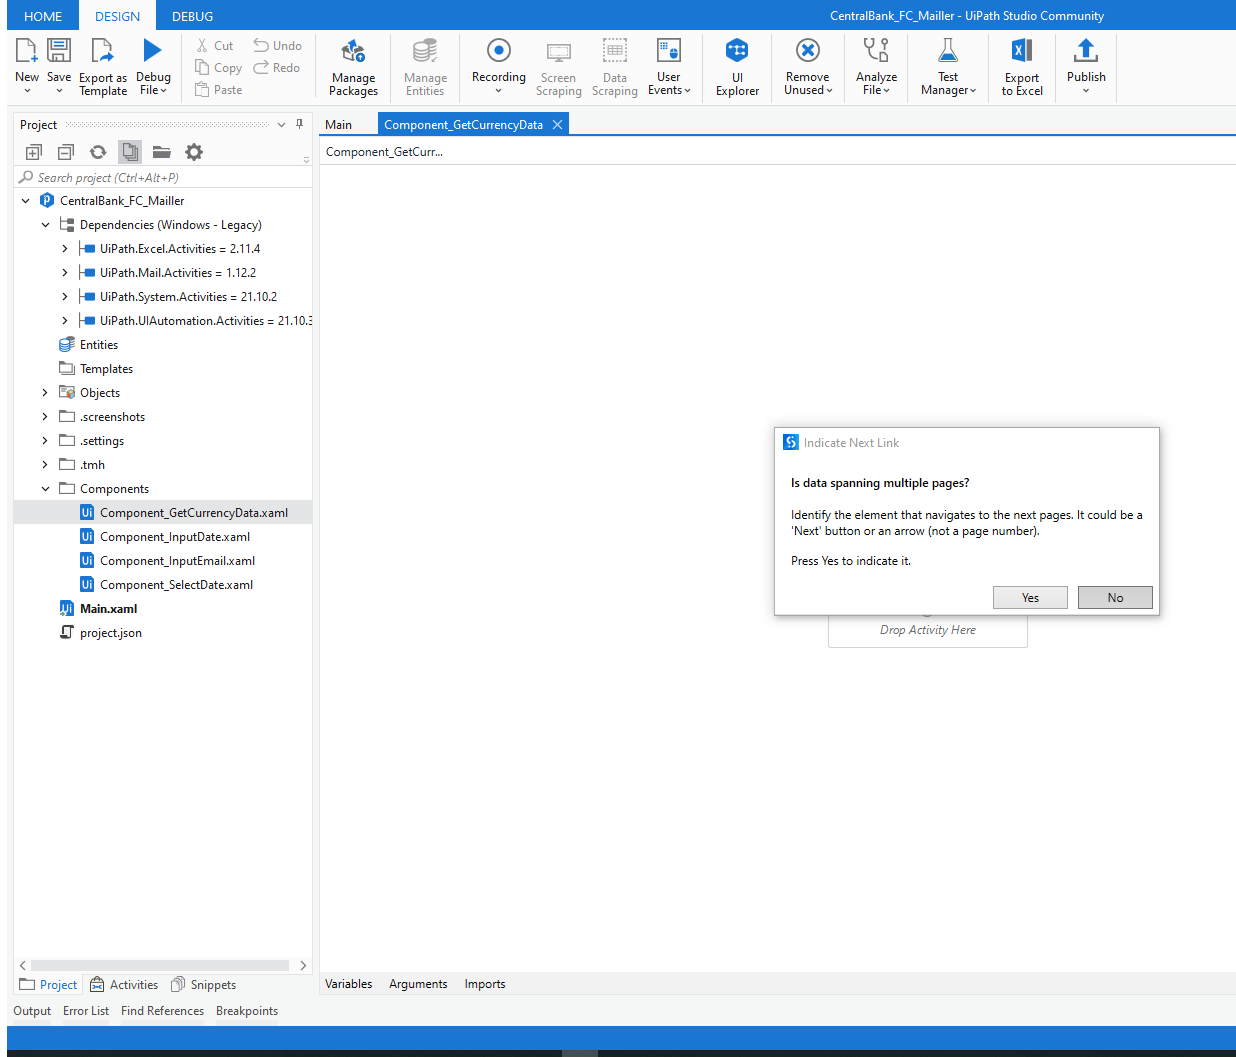 HOME DESIGN DEBUG CentralBank_FC_Mailler - UiPath Studio Community
New Save Export as Template Debug File
Cut Copy Paste Undo Redo
Manage Packages
Manage Entities
Recording
Screen Scraping
Data Scraping
User Events
UI Explorer
Remove Unused
Analyze File
Test Manager
Export to Excel
Publish
Project
Main Component_GetCurrencyData
Component_GetCurr...
Search project (Ctrl+Alt+P)
CentralBank_FC_Mailler
Dependencies (Windows - Legacy)
UiPath.Excel.Activities = 2.11.4
UiPath.Mail.Activities = 1.12.2
UiPath.System.Activities = 21.10.2
UiPath.UIAutomation.Activities = 21.10.3
Entities
Templates
Objects
.screenshots
.settings
.tmh
Components
Component_GetCurrencyData.xaml
Component_InputDate.xaml
Component_InputEmail.xaml
Component_SelectDate.xaml
Main.xaml
project.json
Indicate Next Link
Is data spanning multiple pages?
Identify the element that navigates to the next pages. It could be a
'Next' button or an arrow (not a page number).
Press Yes to indicate it.
Yes No
Drop Activity Here
Project Activities Snippets
Variables Arguments Imports
Output Error List Find References Breakpoints